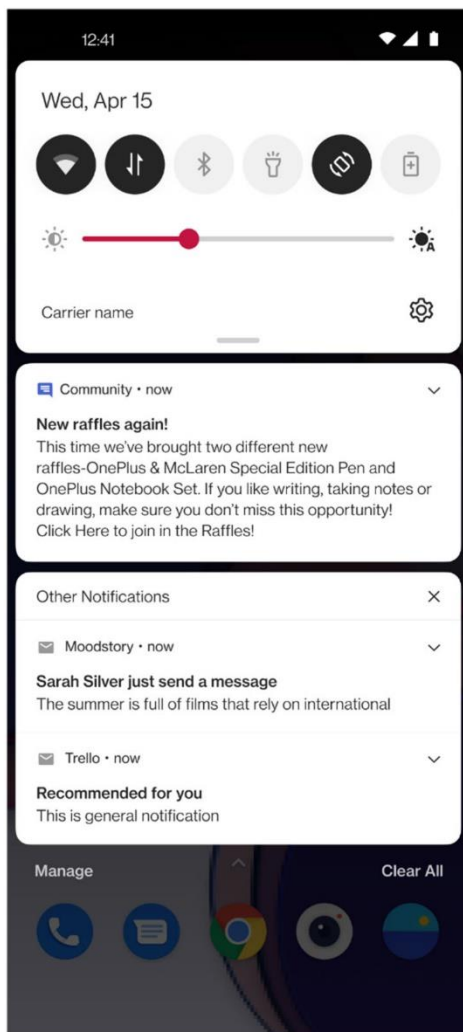 12:41
Wed, Apr 15
A
Carrier name
Community • now
New raffles again!
This time we've brought two different new
raffles-OnePlus & McLaren Special Edition Pen and
OnePlus Notebook Set. If you like writing, taking notes or
drawing, make sure you don't miss this opportunity!
Click Here to join in the Raffles!
Other Notifications
Moodstory • now
Sarah Silver just send a message
The summer is full of films that rely on international
Trello • now
Recommended for you
This is general notification
Manage
Clear All